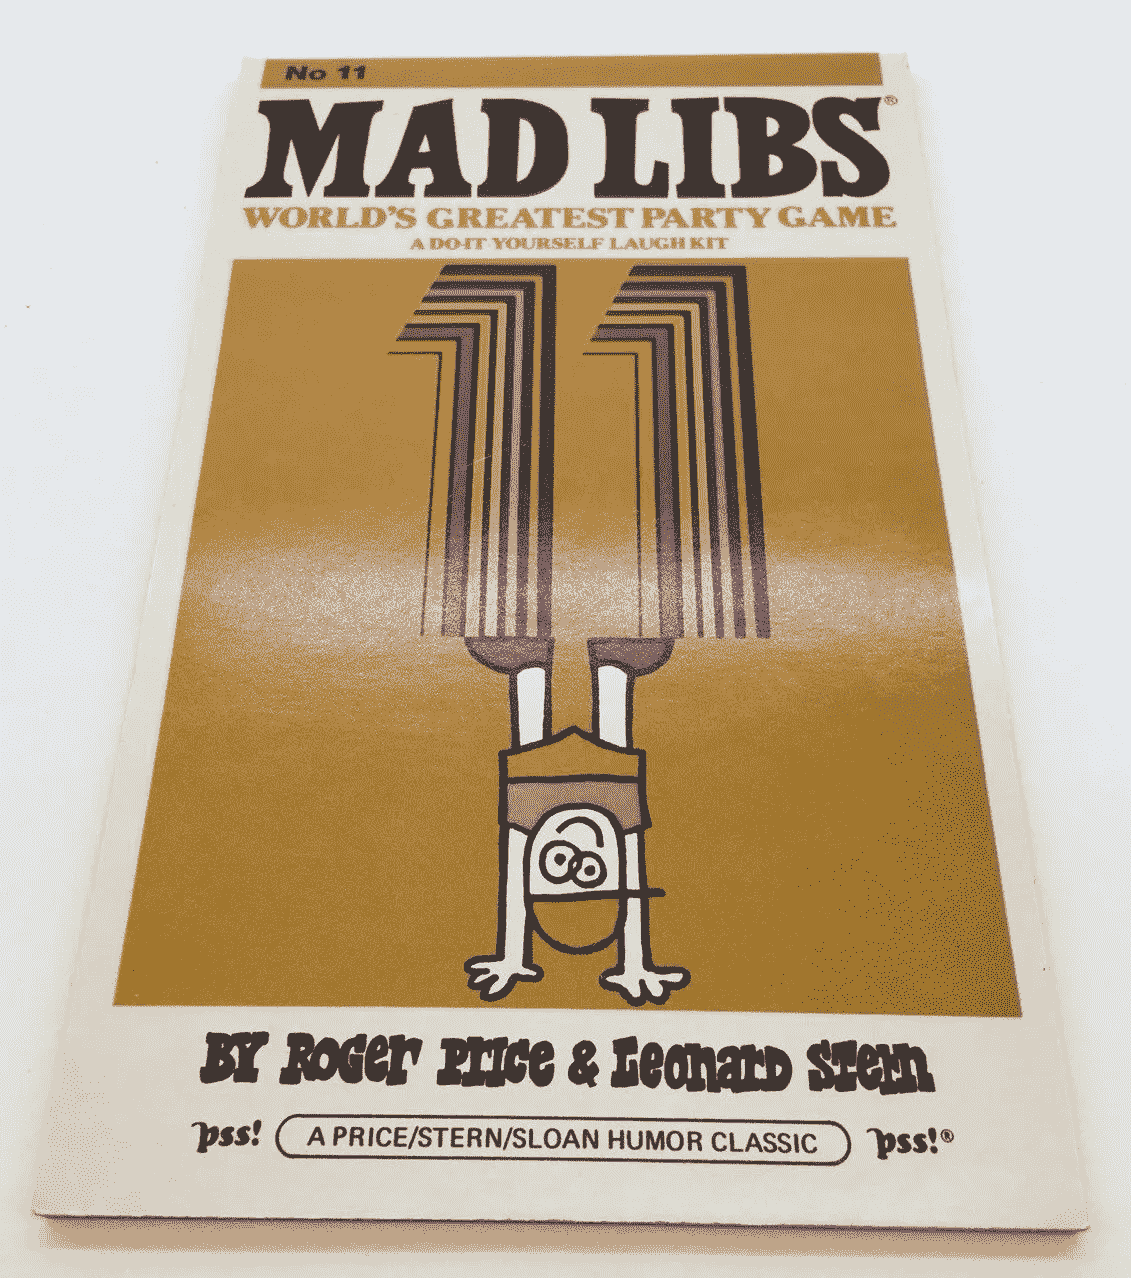 No 11
MAD LIBS®
WORLD'S GREATEST PARTY GAME
A DO-IT YOURSELF LAUGH KIT
11
BY ROGER PRICE & LEONARD STERN
pss! A PRICE/STERN/SLOAN HUMOR CLASSIC pss!®